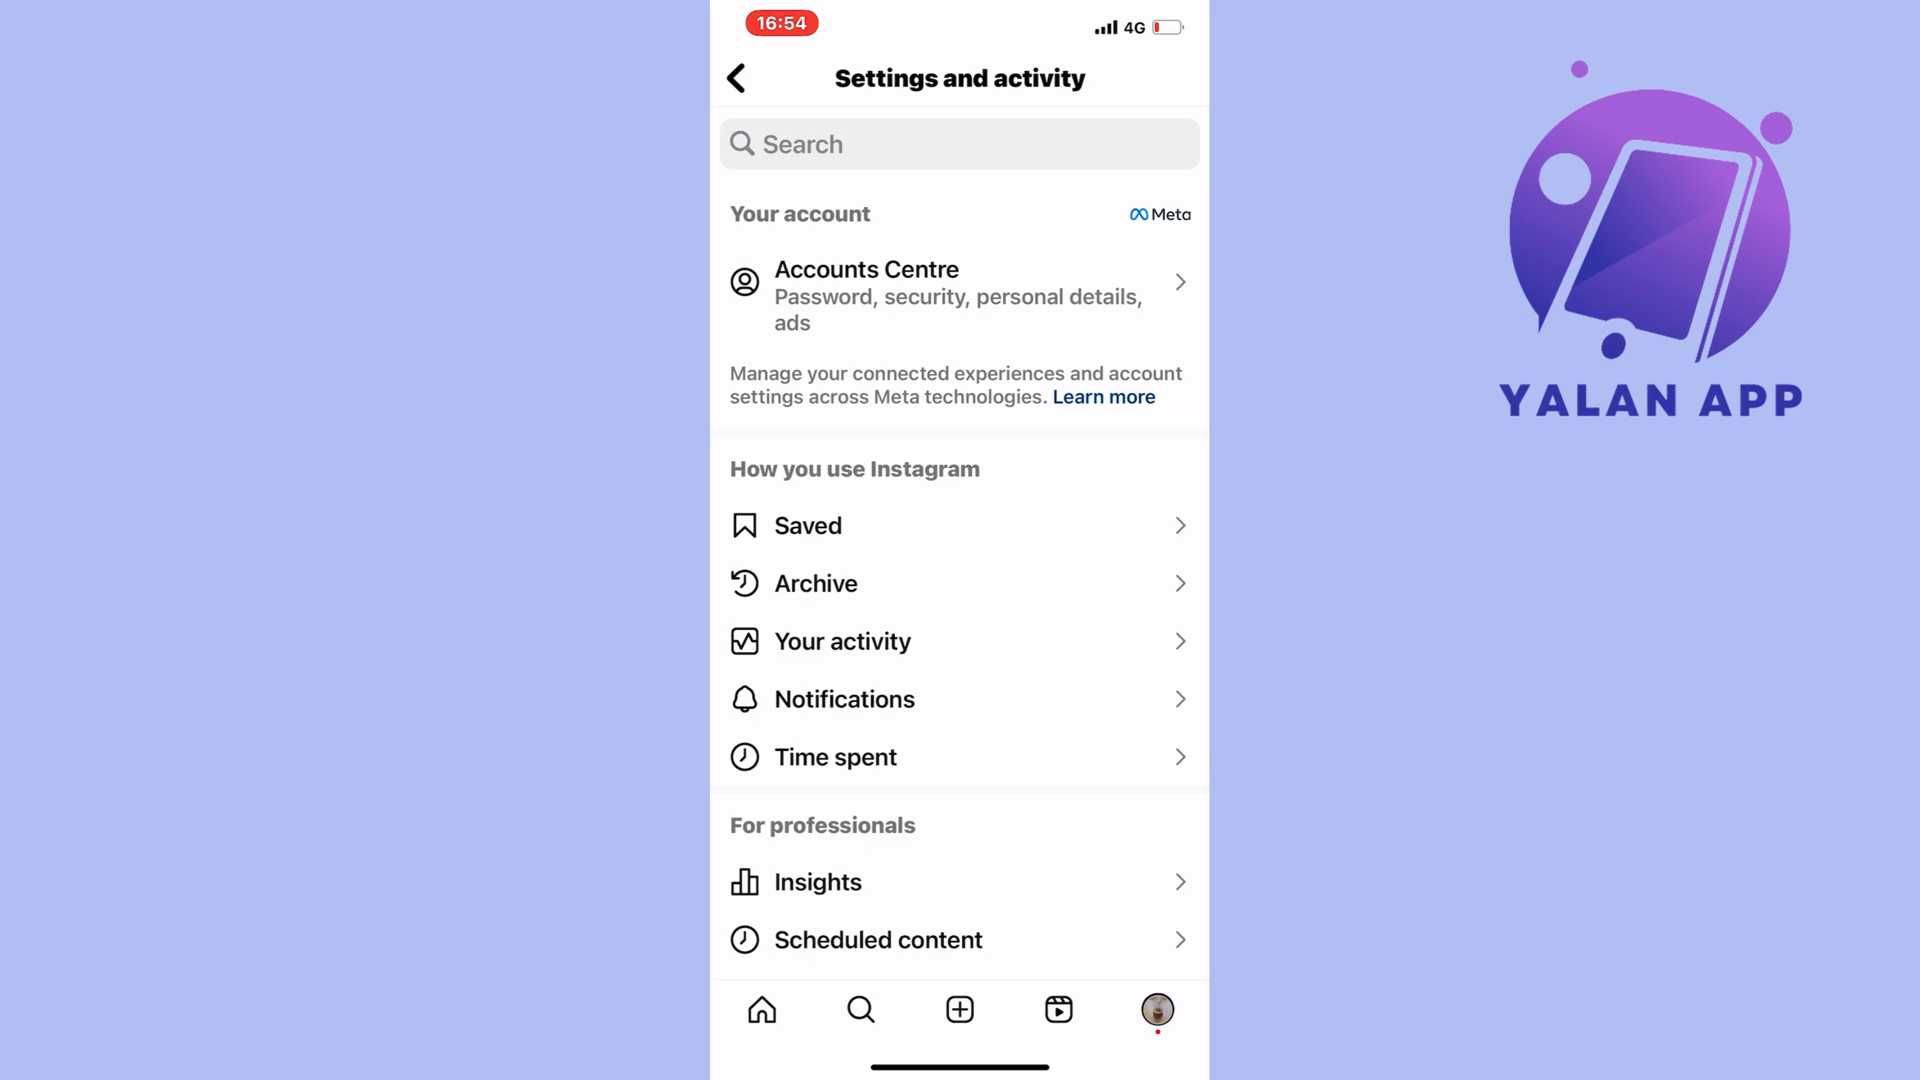 16:54
4G
Settings and activity
Search
Your account
Meta
Accounts Centre
Password, security, personal details,
ads
Manage your connected experiences and account
settings across Meta technologies. Learn more
How you use Instagram
Saved
Archive
Your activity
Notifications
Time spent
For professionals
Insights
Scheduled content
YALAN APP